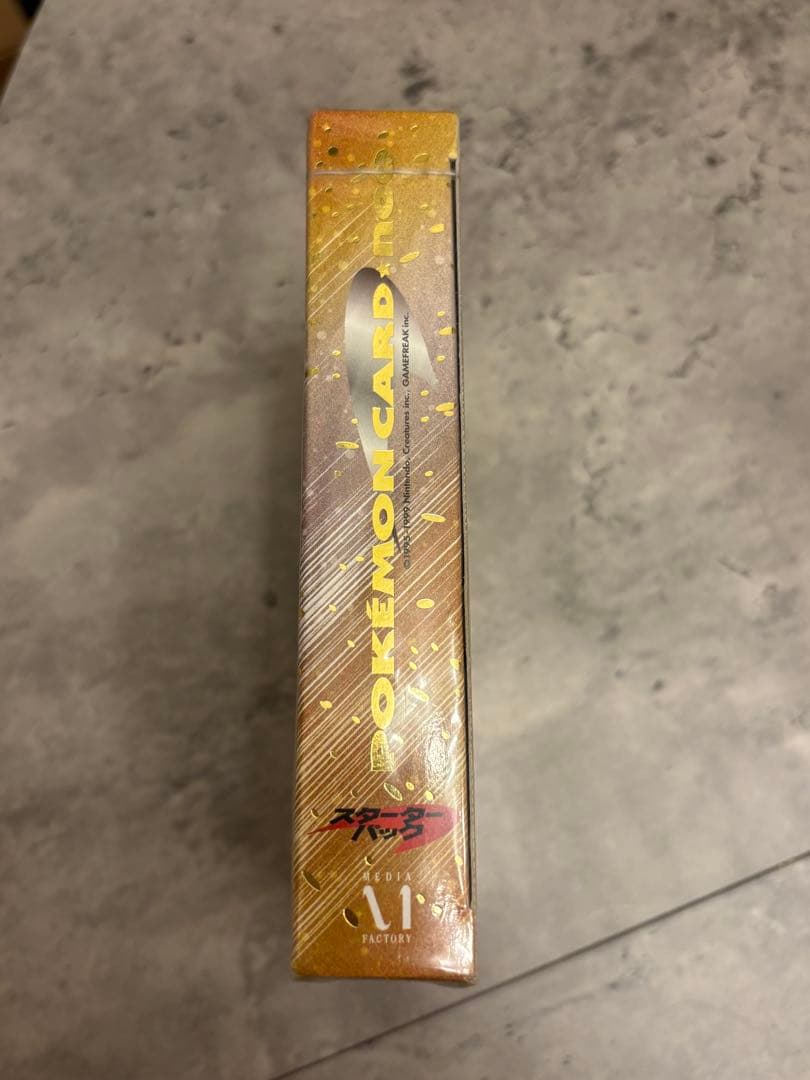 POKÉMON CARD★neo
©1995-1999 Nintendo, Creatures inc., GAMEFREAK inc.
スターター
パック
MEDIA
FACTORY